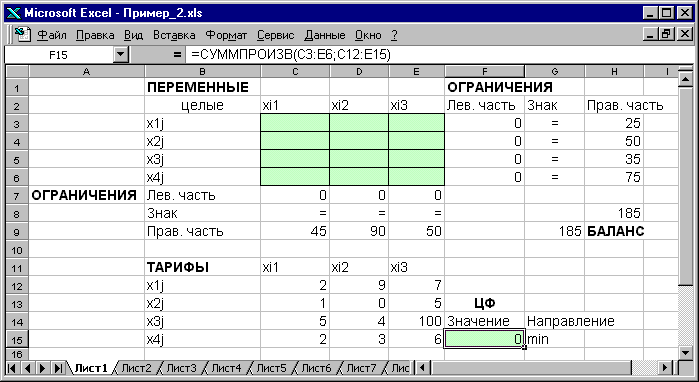 Microsoft Excel - Пример_2.xls
Файл Правка Вид Вставка Формат Сервис Данные Окно ?
F15 = =СУММПРОИЗВ(C3:E6;C12:E15)
A B C D E F G H I
1 ПЕРЕМЕННЫЕ ОГРАНИЧЕНИЯ
2 целые xi1 xi2 xi3 Лев. часть Знак Прав. часть
3 x1j 0 = 25
4 x2j 0 = 50
5 x3j 0 = 35
6 x4j 0 = 75
7 ОГРАНИЧЕНИЯ Лев. часть 0 0 0
8 Знак = = = 185
9 Прав. часть 45 90 50 185 БАЛАНС
10
11 ТАРИФЫ xi1 xi2 xi3
12 x1j 2 9 7
13 x2j 1 0 5 ЦФ
14 x3j 5 4 100 Значение Направление
15 x4j 2 3 6 0 min
16
Лист1 Лист2 Лист3 Лист4 Лист5 Лист6 Лист7 Лис